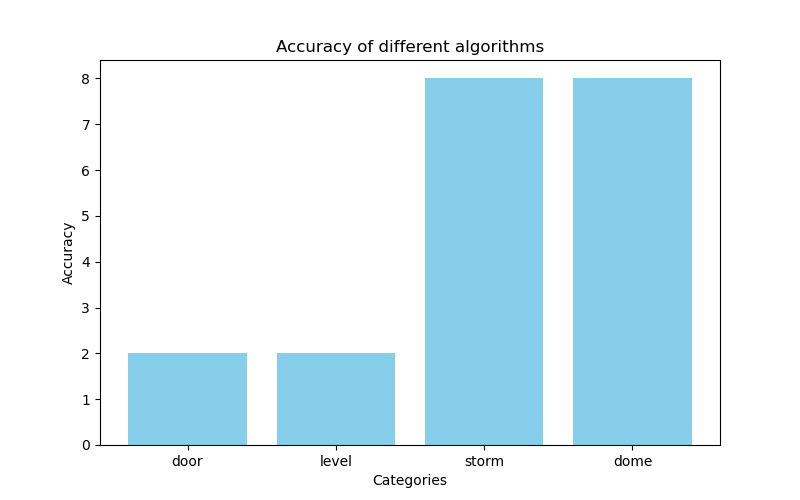 Accuracy of different algorithms
Accuracy
8
7
6
5
4
3
2
1
0
door level storm dome
Categories